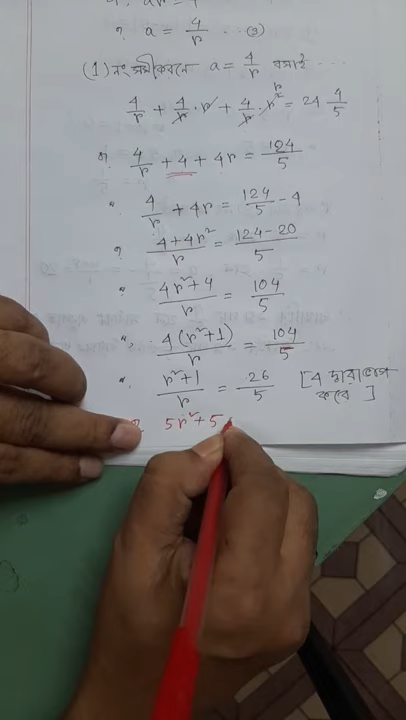 বা, a = 4/r ...(3)
(1) নং সমীকরনে a = 4/r বসাই ...
4/r + 4/r · r + 4/r · r² = 24 4/5
বা, 4/r + 4 + 4r = 124/5
" 4/r + 4r = 124/5 - 4
বা, (4+4r²)/r = (124-20)/5
" (4r²+4)/r = 104/5
" 4(r²+1)/r = 104/5
" (r²+1)/r = 26/5 [4 দ্বারা ভাগ করে]
5r²+5